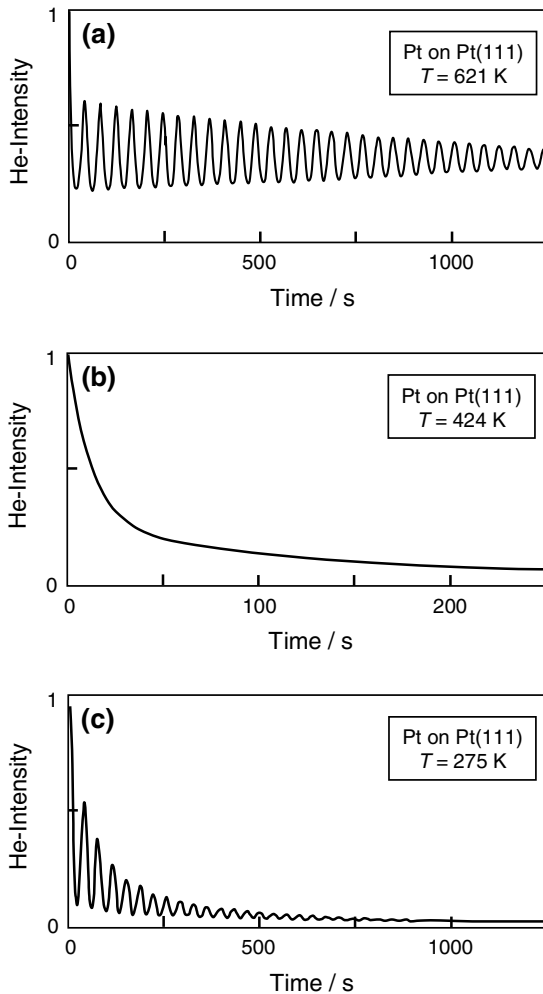 1
(a)
Pt on Pt(111)
T = 621 K
He-Intensity
0
0 500 1000
Time / s
1
(b)
Pt on Pt(111)
T = 424 K
He-Intensity
0
0 100 200
Time / s
1
(c)
Pt on Pt(111)
T = 275 K
He-Intensity
0
0 500 1000
Time / s